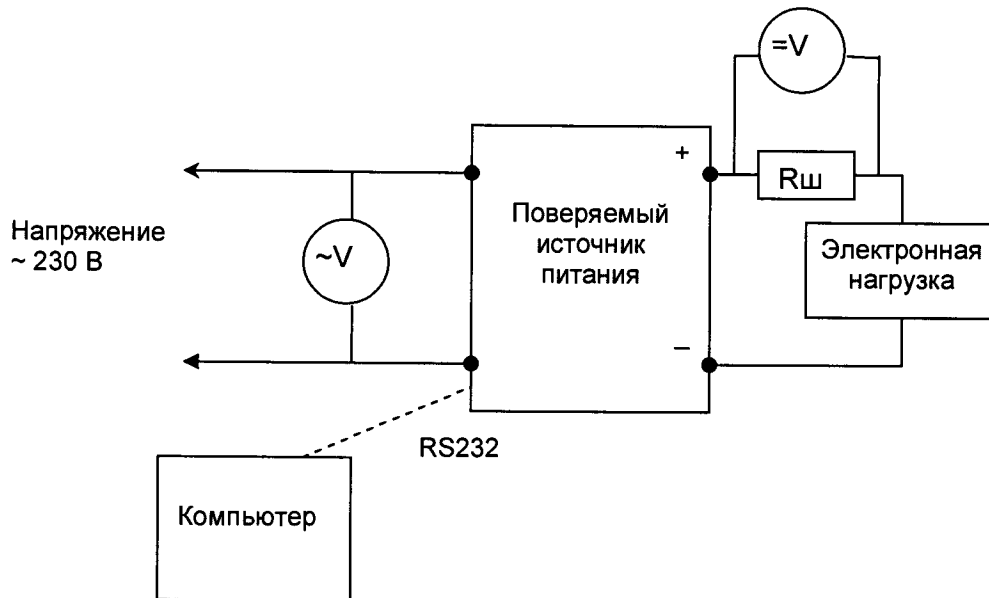 =V
+
Rш
Напряжение
~ 230 В
~V
Поверяемый
источник
питания
Электронная
нагрузка
–
RS232
Компьютер